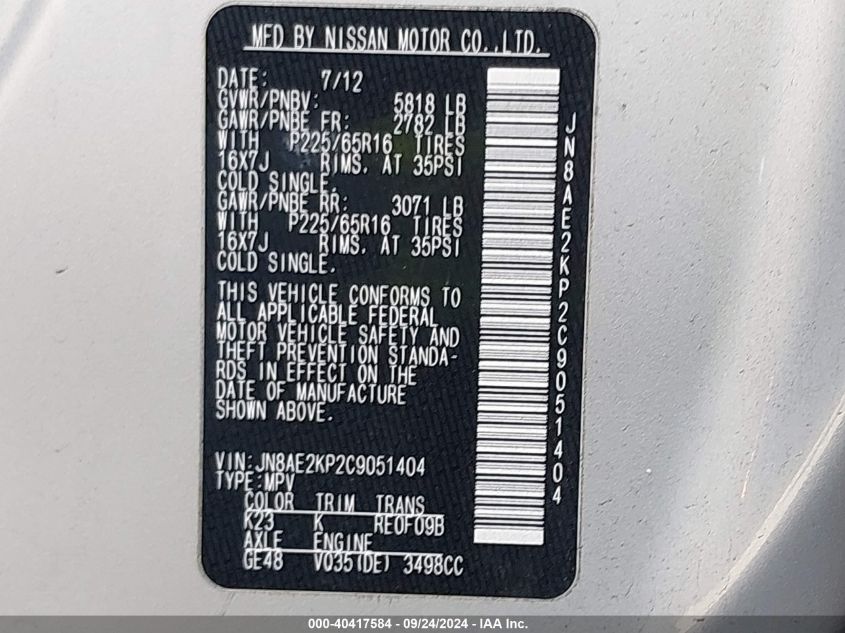 MFD BY NISSAN MOTOR CO.,LTD.
DATE: 7/12
GVWR/PNBV: 5818 LB
GAWR/PNBE FR: 2782 LB
WITH P225/65R16 TIRES
16X7J RIMS. AT 35PSI
COLD SINGLE.
GAWR/PNBE RR: 3071 LB
WITH P225/65R16 TIRES
16X7J RIMS. AT 35PSI
COLD SINGLE.
THIS VEHICLE CONFORMS TO
ALL APPLICABLE FEDERAL
MOTOR VEHICLE SAFETY AND
THEFT PREVENTION STANDA-
RDS IN EFFECT ON THE
DATE OF MANUFACTURE
SHOWN ABOVE.
VIN:JN8AE2KP2C9051404
TYPE:MPV
COLOR TRIM TRANS
K23 K RE0F09B
AXLE ENGINE
GE48 V035(DE) 3498CC
JN8AE2KP2C9051404
000-40417584 - 09/24/2024 - IAA Inc.